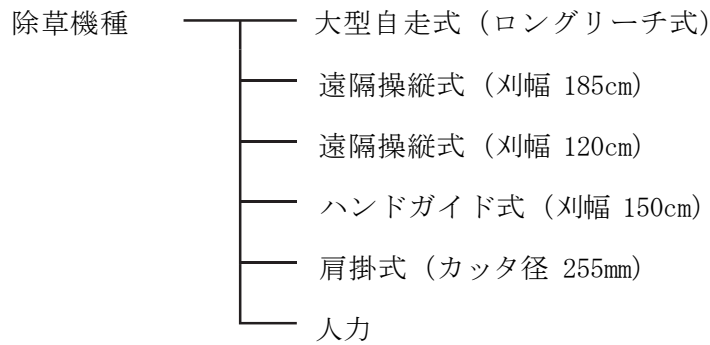 除草機種 大型自走式（ロングリーチ式）
遠隔操縦式（刈幅 185cm）
遠隔操縦式（刈幅 120cm）
ハンドガイド式（刈幅 150cm）
肩掛式（カッタ径 255mm）
人力